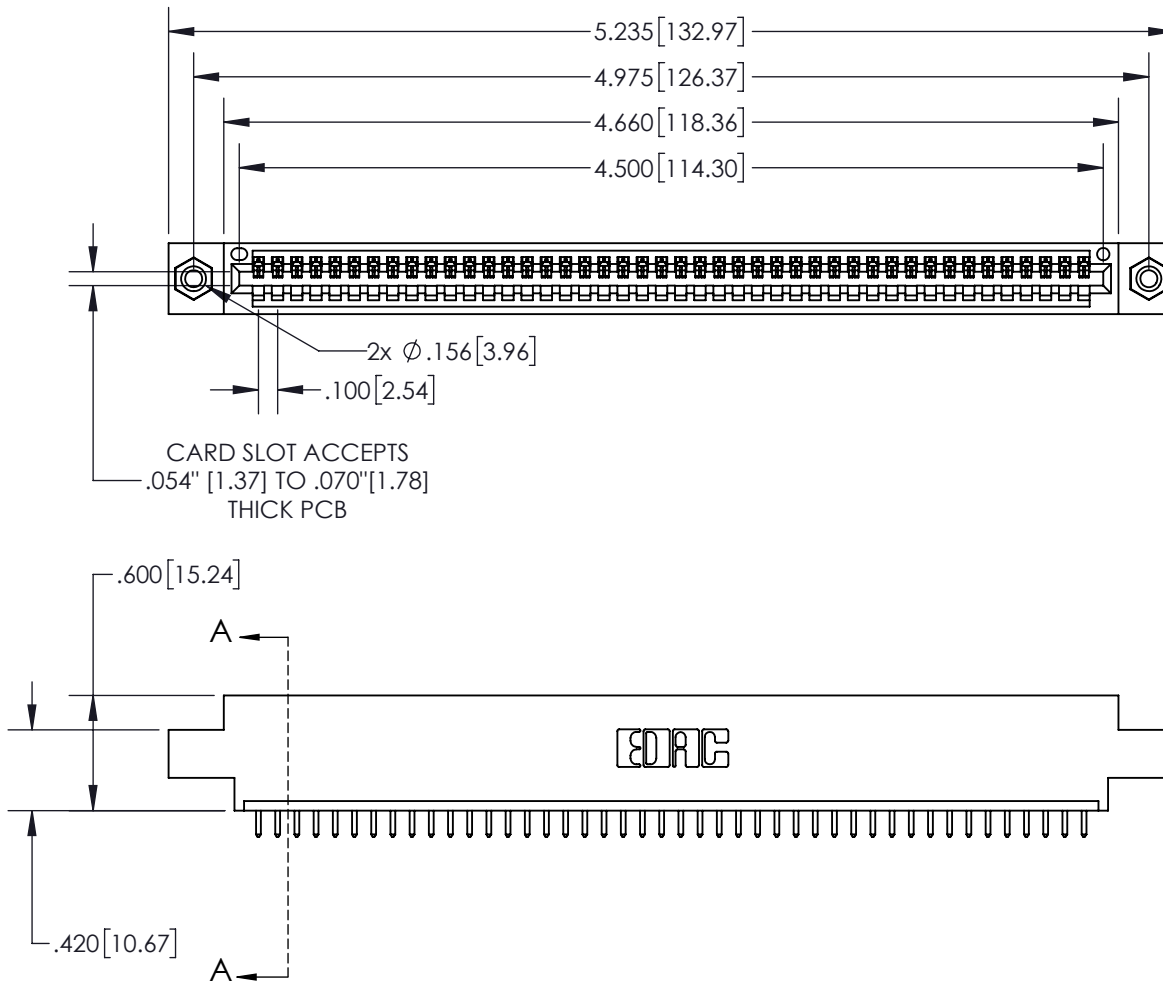 5.235[132.97]
4.975[126.37]
4.660[118.36]
4.500[114.30]
2x ∅.156[3.96]
.100[2.54]
CARD SLOT ACCEPTS
.054" [1.37] TO .070"[1.78]
THICK PCB
.600[15.24]
A
EDAC
.420[10.67]
A